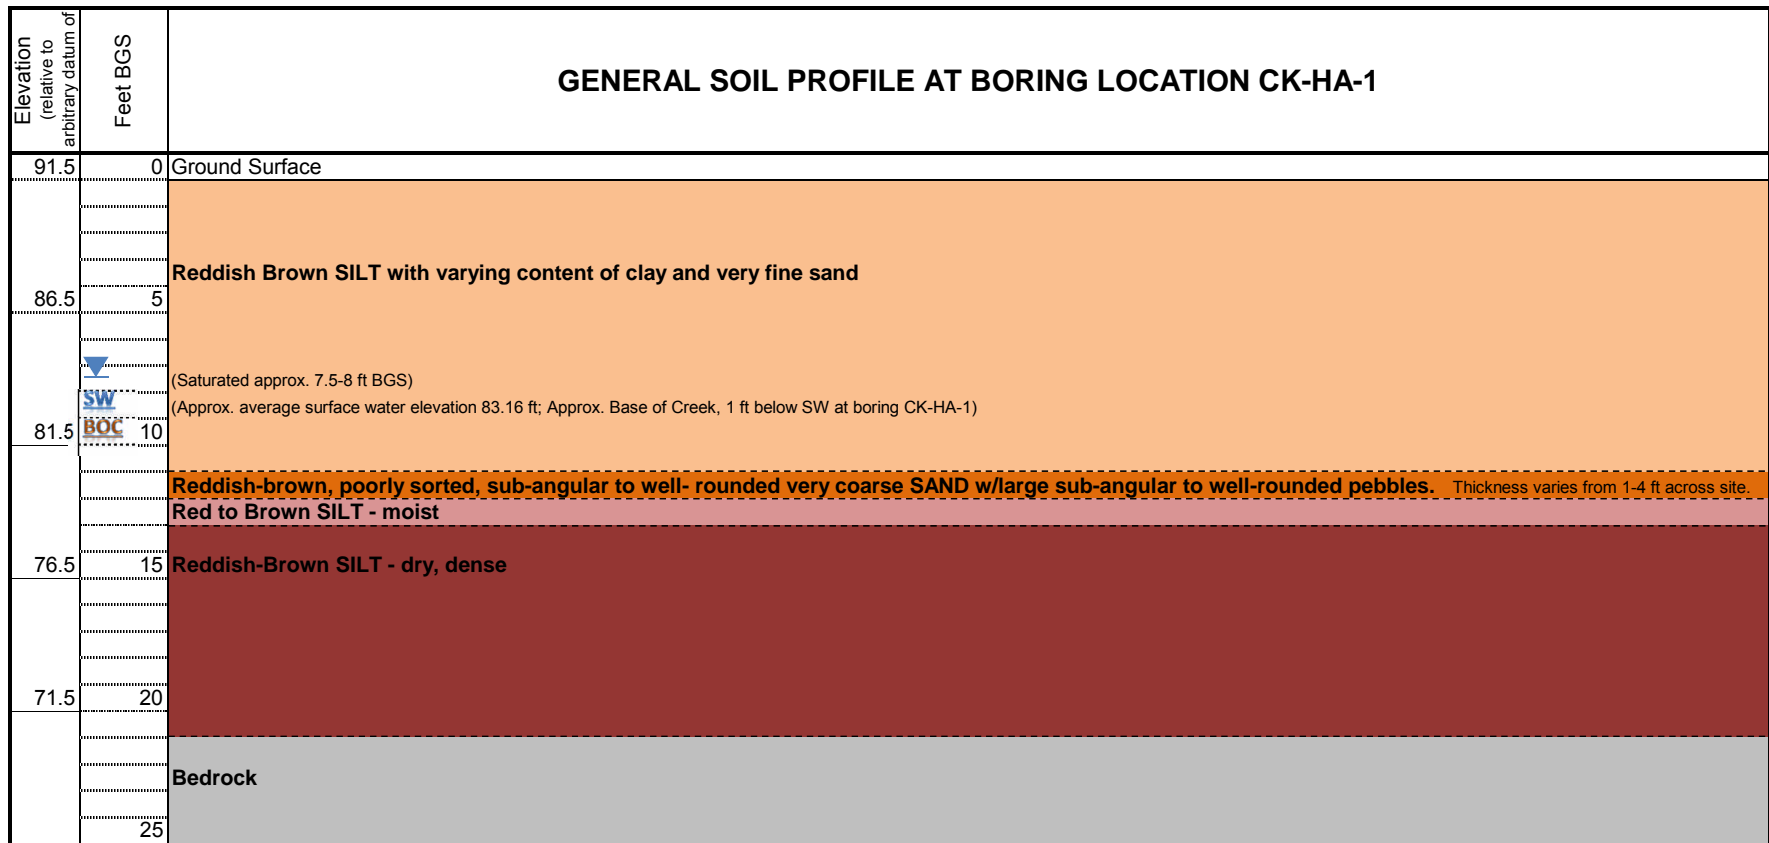 Elevation
(relative to
arbitrary datum of
Feet BGS
GENERAL SOIL PROFILE AT BORING LOCATION CK-HA-1
91.5 0 Ground Surface
Reddish Brown SILT with varying content of clay and very fine sand
86.5 5
(Saturated approx. 7.5-8 ft BGS)
SW
(Approx. average surface water elevation 83.16 ft; Approx. Base of Creek, 1 ft below SW at boring CK-HA-1)
81.5 BOC 10
Reddish-brown, poorly sorted, sub-angular to well- rounded very coarse SAND w/large sub-angular to well-rounded pebbles. Thickness varies from 1-4 ft across site.
Red to Brown SILT - moist
76.5 15 Reddish-Brown SILT - dry, dense
71.5 20
Bedrock
25